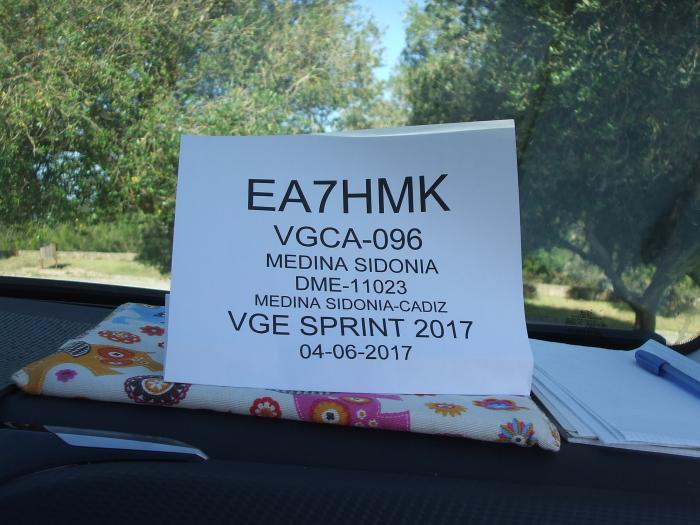 EA7HMK
VGCA-096
MEDINA SIDONIA
DME-11023
MEDINA SIDONIA-CADIZ
VGE SPRINT 2017
04-06-2017